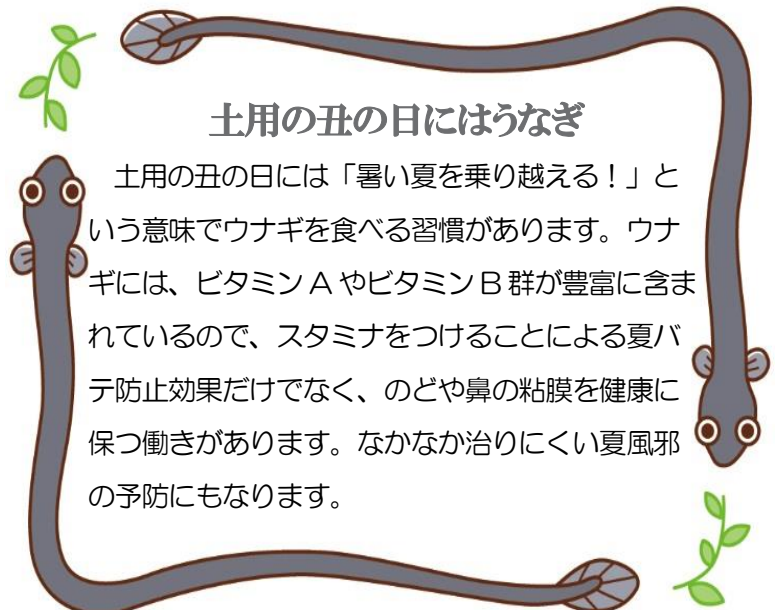 土用の丑の日にはうなぎ
　土用の丑の日には「暑い夏を乗り越える！」と
いう意味でウナギを食べる習慣があります。ウナ
ギには、ビタミンAやビタミンB群が豊富に含ま
れているので、スタミナをつけることによる夏バ
テ防止効果だけでなく、のどや鼻の粘膜を健康に
保つ働きがあります。なかなか治りにくい夏風邪
の予防にもなります。